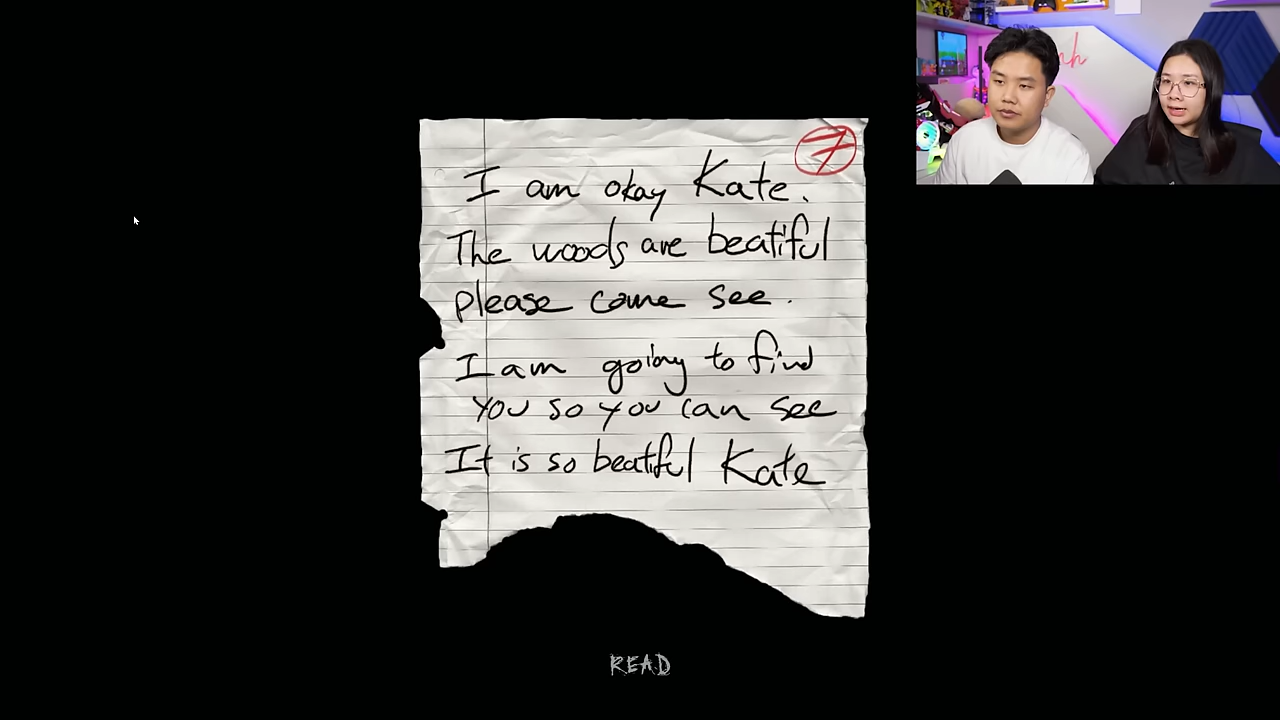 7
I am okay Kate.
The woods are beatiful
please come see.
I am going to find
you so you can see
It is so beatiful Kate
READ